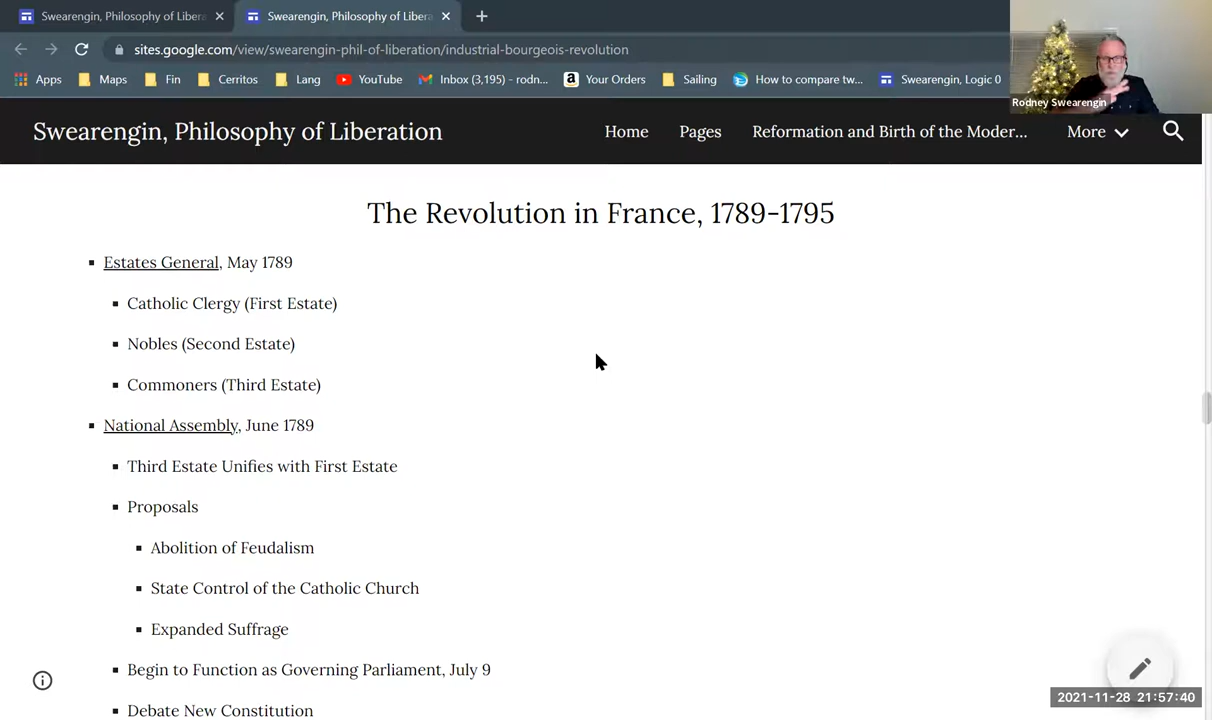 Swearengin, Philosophy of Libera
Swearengin, Philosophy of Libera
sites.google.com/view/swearengin-phil-of-liberation/industrial-bourgeois-revolution
Apps Maps Fin Cerritos Lang YouTube Inbox (3,195) - rodn... Your Orders Sailing How to compare tw... Swearengin, Logic 0
Rodney Swearengin
Swearengin, Philosophy of Liberation
Home Pages Reformation and Birth of the Moder... More
The Revolution in France, 1789-1795
Estates General, May 1789
Catholic Clergy (First Estate)
Nobles (Second Estate)
Commoners (Third Estate)
National Assembly, June 1789
Third Estate Unifies with First Estate
Proposals
Abolition of Feudalism
State Control of the Catholic Church
Expanded Suffrage
Begin to Function as Governing Parliament, July 9
Debate New Constitution
2021-11-28 21:57:40